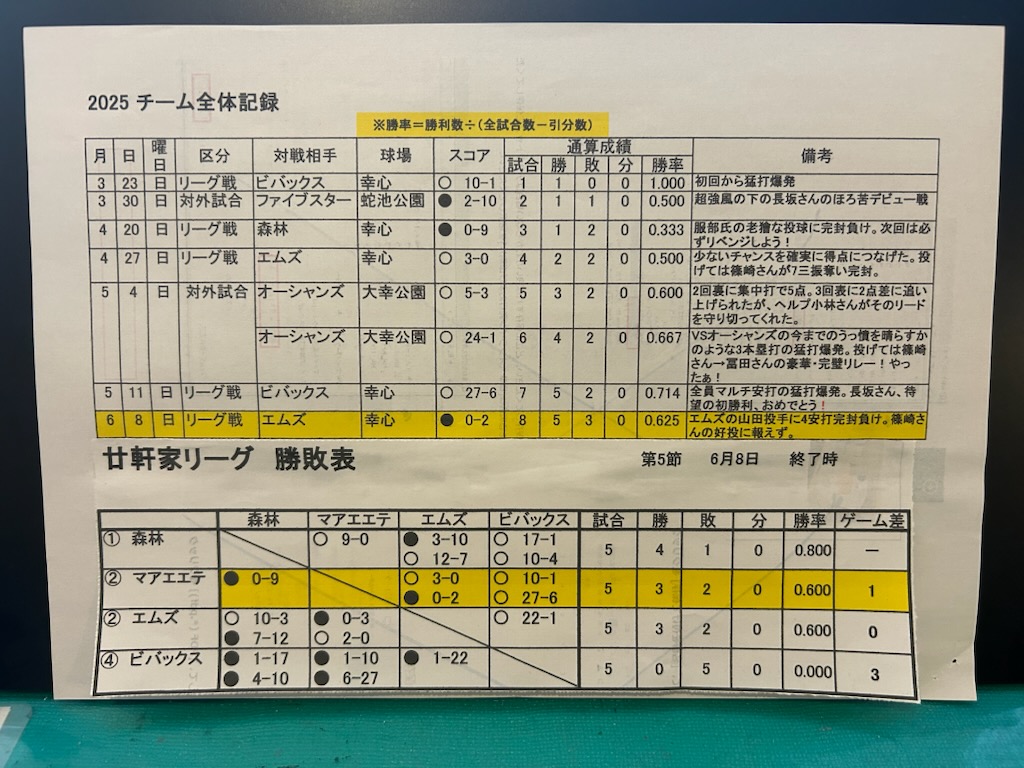 2025 チーム全体記録
※勝率＝勝利数÷(全試合数－引分数)
月 日 曜日 区分 対戦相手 球場 スコア 通算成績 備考
試合 勝 敗 分 勝率
3 23 日 リーグ戦 ビバックス 幸心 ○ 10-1 1 1 0 0 1.000 初回から猛打爆発
3 30 日 対外試合 ファイブスター 蛇池公園 ● 2-10 2 1 1 0 0.500 超強風の下の長坂さんのほろ苦デビュー戦
4 20 日 リーグ戦 森林 幸心 ● 0-9 3 1 2 0 0.333 服部氏の老獪な投球に完封負け。次回は必
ずリベンジしよう！
4 27 日 リーグ戦 エムズ 幸心 ○ 3-0 4 2 2 0 0.500 少ないチャンスを確実に得点につなげた。投
げては篠崎さんが7三振奪い完封。
5 4 日 対外試合 オーシャンズ 大幸公園 ○ 5-3 5 3 2 0 0.600 2回裏に集中打で5点。3回表に2点差に追い
上げられたが、ヘルプ小林さんがそのリード
を守り切ってくれた。
オーシャンズ 大幸公園 ○ 24-1 6 4 2 0 0.667 VSオーシャンズの今までのうっ憤を晴らすか
のような3本塁打の猛打爆発。投げては篠崎
さん→冨田さんの豪華・完璧リレー！やっ
たぁ！
5 11 日 リーグ戦 ビバックス 幸心 ○ 27-6 7 5 2 0 0.714 全員マルチ安打の猛打爆発。長坂さん、待
望の初勝利、おめでとう！
6 8 日 リーグ戦 エムズ 幸心 ● 0-2 8 5 3 0 0.625 エムズの山田投手に4安打完封負け。篠崎さ
んの好投に報えず。
廿軒家リーグ 勝敗表 第5節 6月8日 終了時
森林 マアエエテ エムズ ビバックス 試合 勝 敗 分 勝率 ゲーム差
① 森林 ○ 9-0 ● 3-10 ○ 17-1 5 4 1 0 0.800 －
○ 12-7 ○ 10-4
② マアエエテ ● 0-9 ○ 3-0 ○ 10-1 5 3 2 0 0.600 1
● 0-2 ○ 27-6
② エムズ ○ 10-3 ● 0-3 ○ 22-1 5 3 2 0 0.600 0
● 7-12 ○ 2-0
④ ビバックス ● 1-17 ● 1-10 ● 1-22 5 0 5 0 0.000 3
● 4-10 ● 6-27